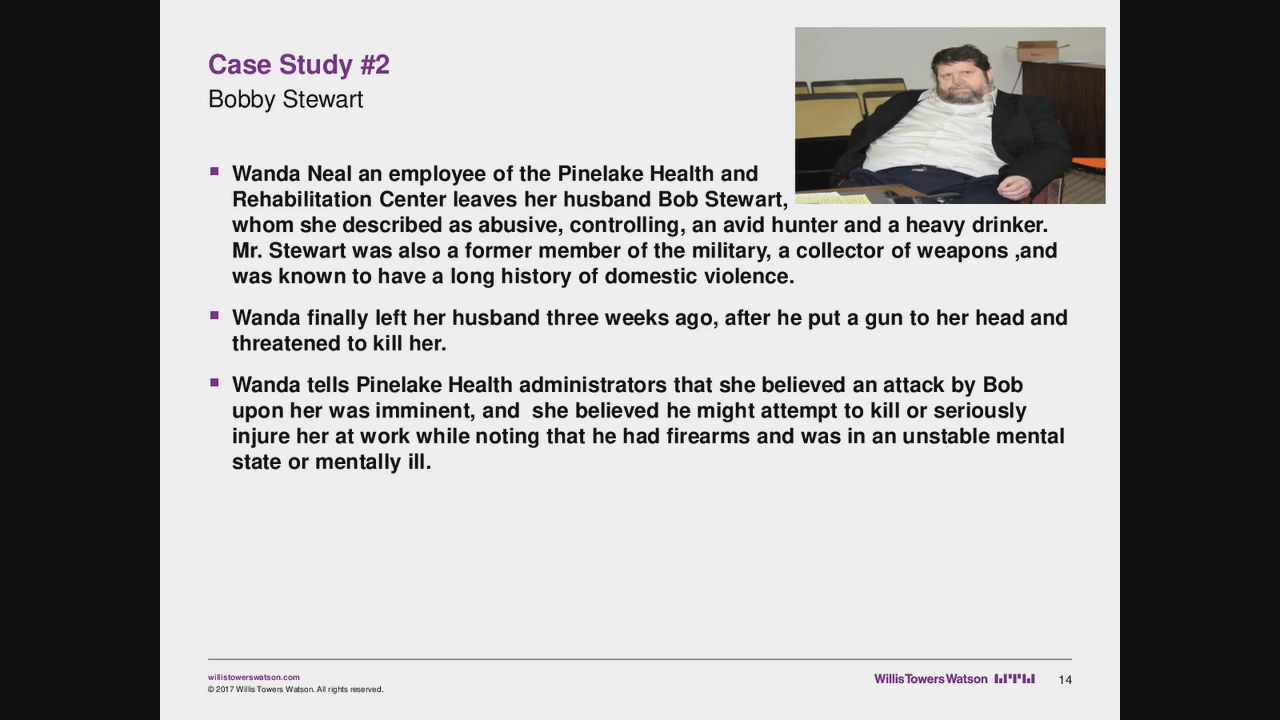 Case Study #2
Bobby Stewart
Wanda Neal an employee of the Pinelake Health and
Rehabilitation Center leaves her husband Bob Stewart,
whom she described as abusive, controlling, an avid hunter and a heavy drinker.
Mr. Stewart was also a former member of the military, a collector of weapons ,and
was known to have a long history of domestic violence.
Wanda finally left her husband three weeks ago, after he put a gun to her head and
threatened to kill her.
Wanda tells Pinelake Health administrators that she believed an attack by Bob
upon her was imminent, and  she believed he might attempt to kill or seriously
injure her at work while noting that he had firearms and was in an unstable mental
state or mentally ill.
willistowerswatson.com
© 2017 Willis Towers Watson. All rights reserved.
WillisTowersWatson
14